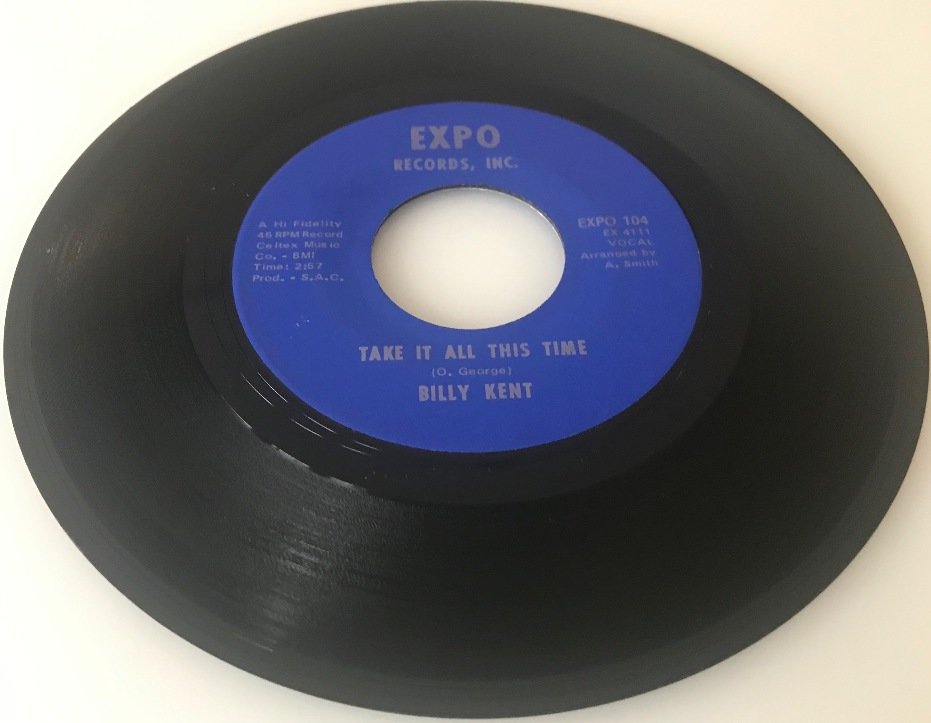 EXPO
RECORDS, INC.
A Hi Fidelity
45 RPM Record
Celtex Music
Co. - BMI
Time: 2:57
Prod. - S.A.C.
EXPO 104
EX 4111
VOCAL
Arranged by
A. Smith
TAKE IT ALL THIS TIME
(O. George)
BILLY KENT